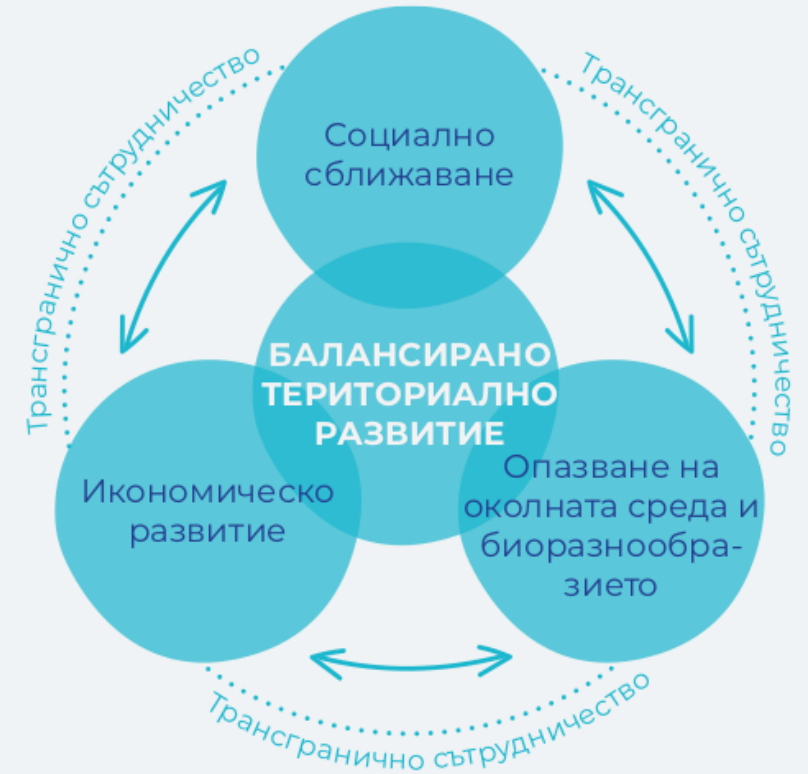 Трансгранично сътрудничество
Трансгранично сътрудничество
Социално
сближаване
БАЛАНСИРАНО
ТЕРИТОРИАЛНО
РАЗВИТИЕ
Икономическо
развитие
Опазване на
околната среда и
биоразнообра-
зието
Трансгранично сътрудничество